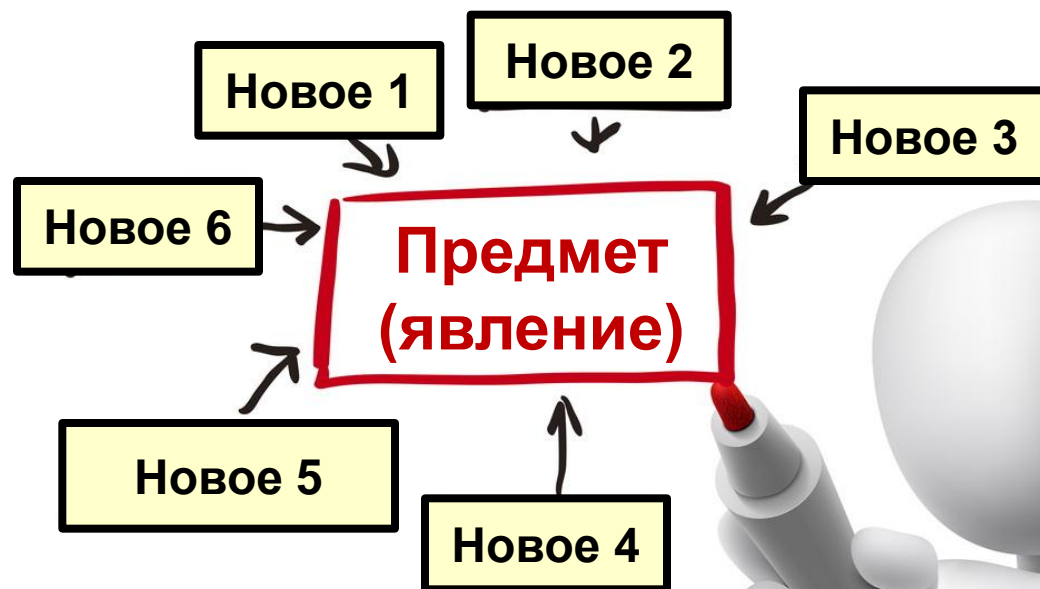 Новое 1
Новое 2
Новое 3
Новое 6
Предмет
(явление)
Новое 5
Новое 4